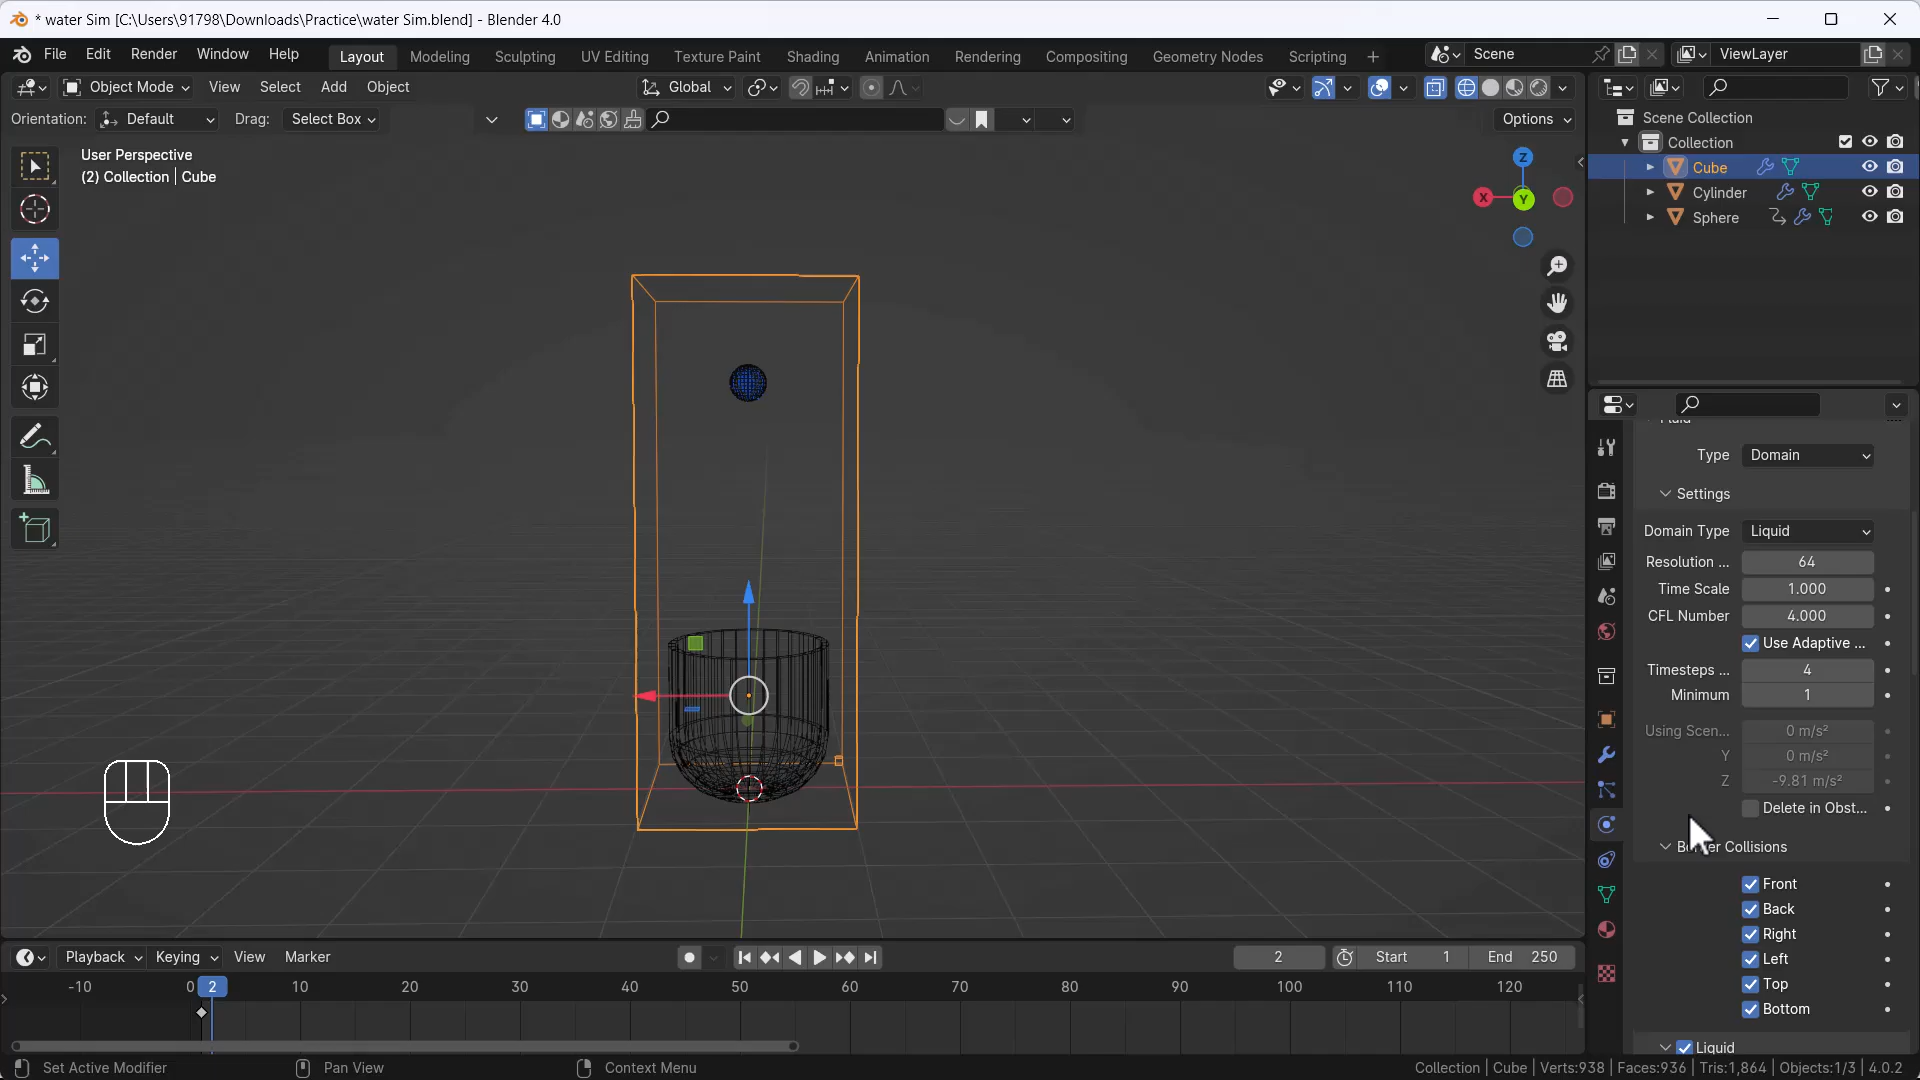 * water Sim [C:\Users\91798\Downloads\Practice\water Sim.blend] - Blender 4.0
File Edit Render Window Help
Layout Modeling Sculpting UV Editing Texture Paint Shading Animation Rendering Compositing Geometry Nodes Scripting +
Scene
ViewLayer
Object Mode View Select Add Object
Global
Orientation: Default Drag: Select Box
Options
User Perspective
(2) Collection | Cube
Z
X
Y
Scene Collection
Collection
Cube
Cylinder
Sphere
Type Domain
Settings
Domain Type Liquid
Resolution ... 64
Time Scale 1.000
CFL Number 4.000
Use Adaptive ...
Timesteps ... 4
Minimum 1
Using Scen... 0 m/s²
Y 0 m/s²
Z -9.81 m/s²
Delete in Obst...
Collisions
Front
Back
Right
Left
Top
Bottom
Liquid
Playback Keying View Marker
2
Start 1
End 250
-10 0 2 10 20 30 40 50 60 70 80 90 100 110 120
Set Active Modifier
Pan View
Context Menu
Collection | Cube | Verts:938 | Faces:936 | Tris:1,864 | Objects:1/3 | 4.0.2